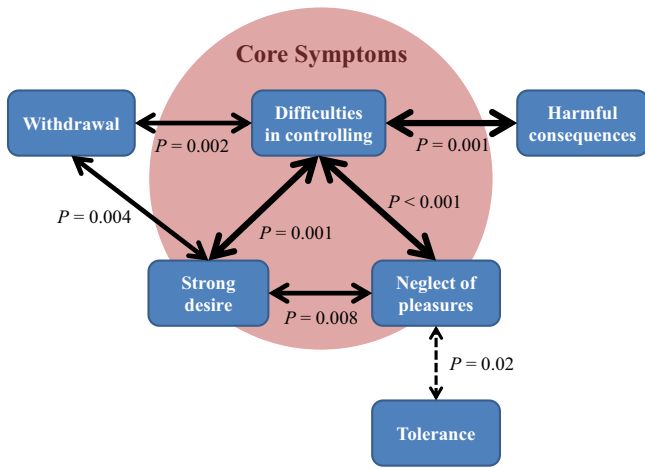 Core Symptoms
Withdrawal
Difficulties
in controlling
Harmful
consequences
P = 0.002
P = 0.001
P < 0.001
P = 0.004
P = 0.001
Strong
desire
Neglect of
pleasures
P = 0.008
P = 0.02
Tolerance